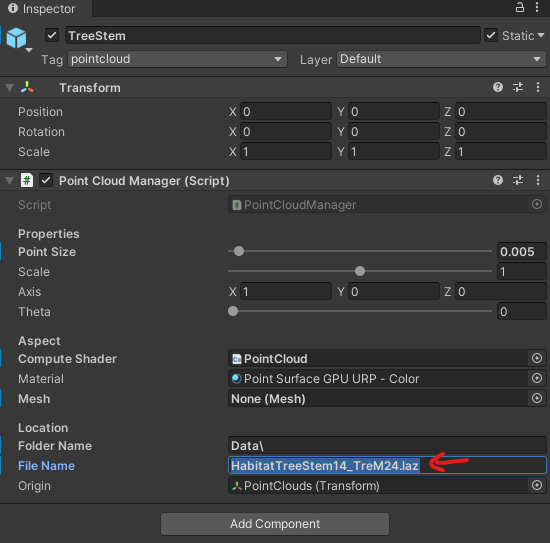 Inspector
TreeStem Static
Tag pointcloud Layer Default
Transform
Position X 0 Y 0 Z 0
Rotation X 0 Y 0 Z 0
Scale X 1 Y 1 Z 1
# Point Cloud Manager (Script)
Script # PointCloudManager
Properties
Point Size 0.005
Scale 1
Axis X 1 Y 0 Z 0
Theta 0
Aspect
Compute Shader PointCloud
Material Point Surface GPU URP - Color
Mesh None (Mesh)
Location
Folder Name Data\
File Name HabitatTreeStem14_TreM24.laz
Origin PointClouds (Transform)
Add Component